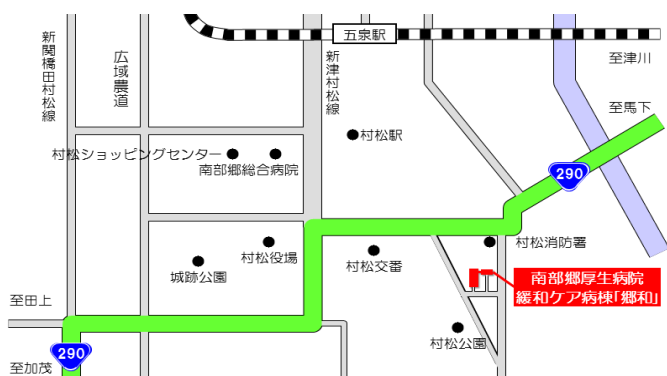 五泉駅
新関橋田村松線
広域農道
新津村松線
至津川
至馬下
村松駅
村松ショッピングセンター
南部郷総合病院
290
村松役場
村松消防署
城跡公園
村松交番
南部郷厚生病院
緩和ケア病棟「郷和」
至田上
村松公園
290
至加茂